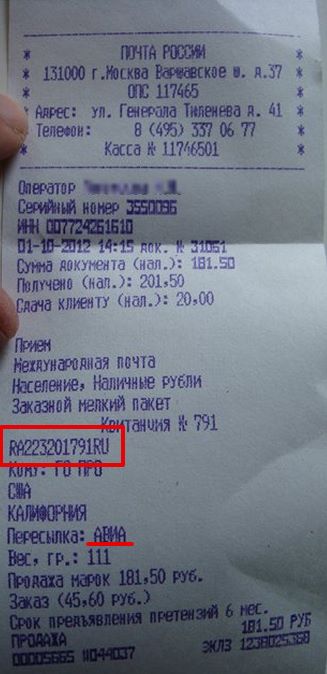 * ПОЧТА РОССИИ *
* 131000 г.Москва Варшавское ш. д.37 *
* ОПС 117465 *
* Адрес: ул. Генерала Тюленева д. 41 *
* Телефон: 8 (495) 337 06 77 *
* Касса № 11746501 *
Оператор
Серийный номер 3550096
ИНН 007724261610
01-10-2012 14:15 док. № 31061
Сумма документа (нал.): 181.50
Получено (нал.): 201,50
Сдача клиенту (нал.): 20,00
Прием
Международная почта
Население, Наличные рубли
Заказной мелкий пакет
Квитанция № 791
RA223201791RU
Кому: ГО ПРО
США
КАЛИФОРНИЯ
Пересылка: АВИА
Вес, гр.: 111
Продажа марок 181,50 руб.
Заказ (45,60 руб.)
Срок предъявления претензий 6 мес.
ПРОДАЖА 181.50 РУБ
00005665 #044037 ЭКЛЗ 1238025368